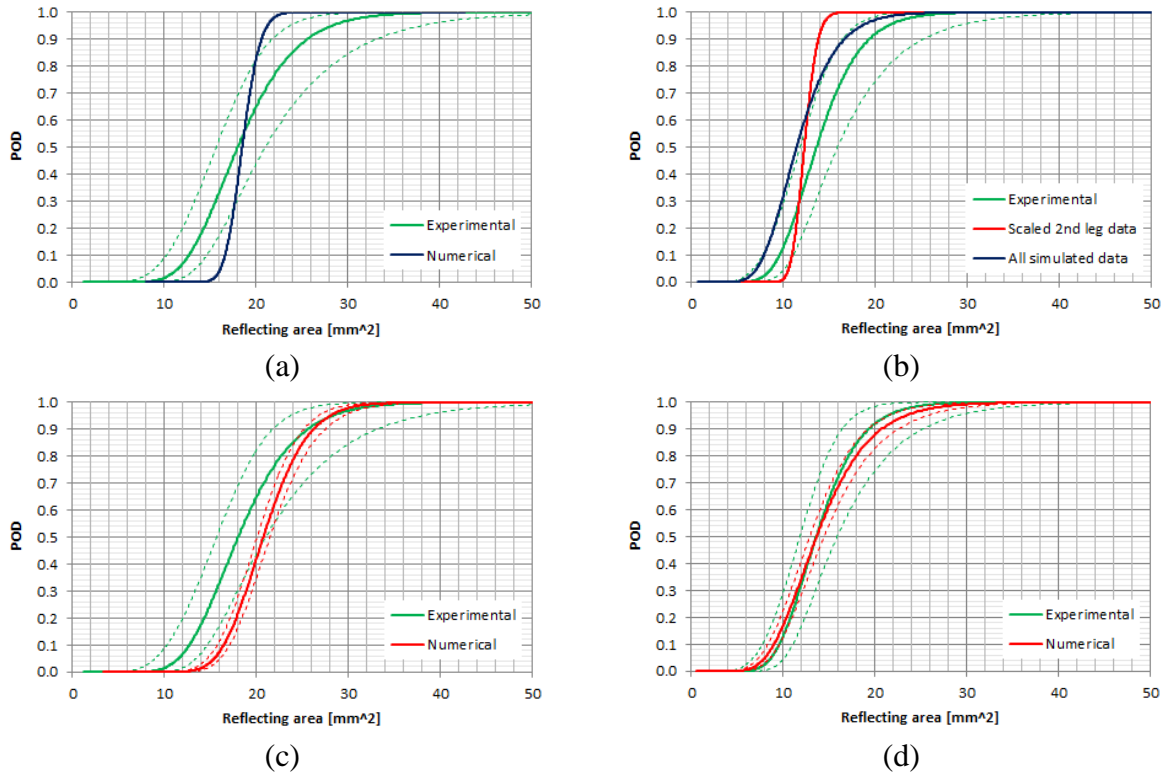 1.0
0.9
0.8
0.7
0.6
0.5
0.4
0.3
0.2
0.1
0.0
POD
Experimental
Numerical
0 10 20 30 40 50
Reflecting area [mm^2]
(a)
1.0
0.9
0.8
0.7
0.6
0.5
0.4
0.3
0.2
0.1
0.0
POD
Experimental
Scaled 2nd leg data
All simulated data
0 10 20 30 40 50
Reflecting area [mm^2]
(b)
1.0
0.9
0.8
0.7
0.6
0.5
0.4
0.3
0.2
0.1
0.0
POD
Experimental
Numerical
0 10 20 30 40 50
Reflecting area [mm^2]
(c)
1.0
0.9
0.8
0.7
0.6
0.5
0.4
0.3
0.2
0.1
0.0
POD
Experimental
Numerical
0 10 20 30 40 50
Reflecting area [mm^2]
(d)